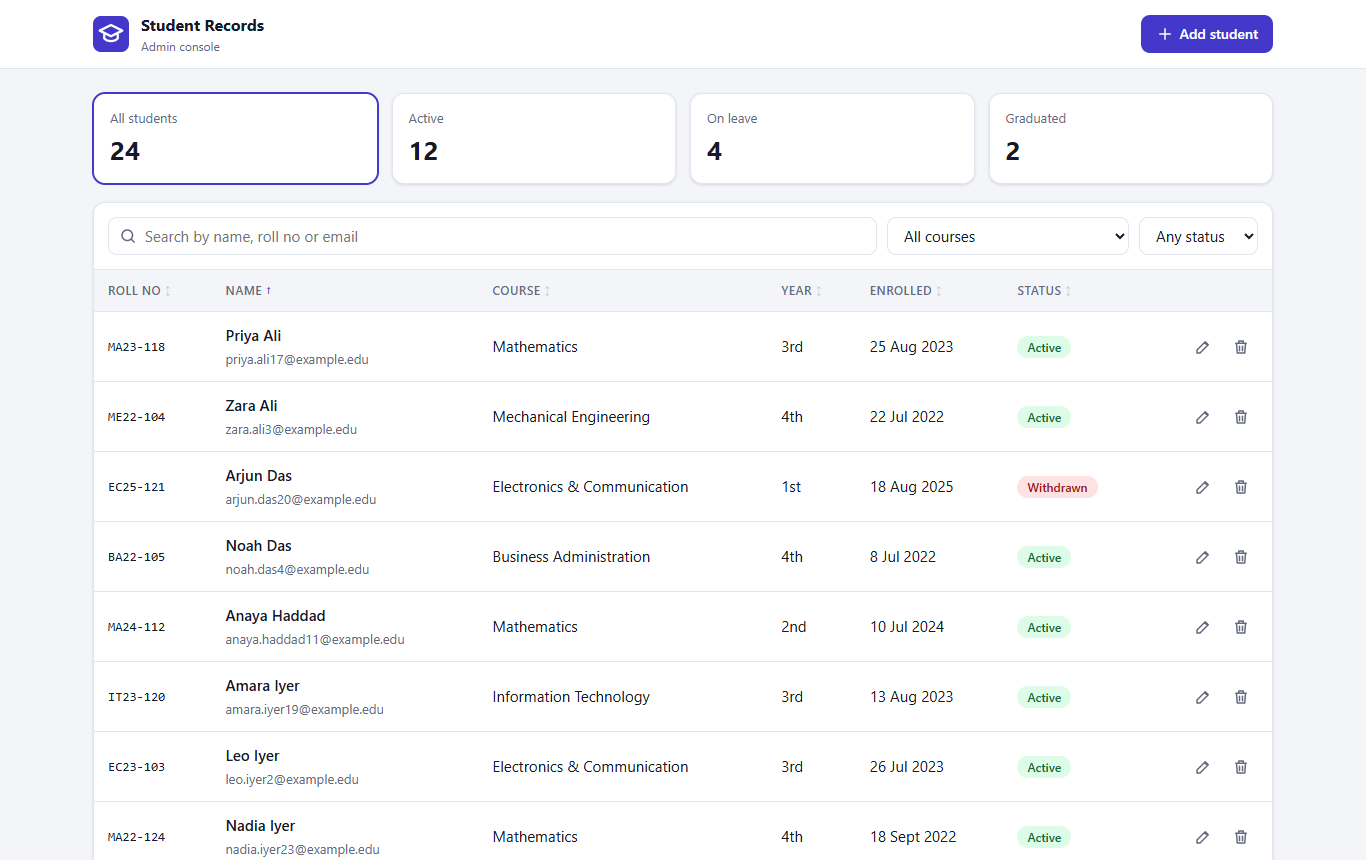 Student Records
Admin console
+ Add student
All students
24
Active
12
On leave
4
Graduated
2
Search by name, roll no or email
All courses
Any status
ROLL NO ↕ NAME ↑ COURSE ↕ YEAR ↕ ENROLLED ↕ STATUS ↕
MA23-118 Priya Ali priya.ali17@example.edu Mathematics 3rd 25 Aug 2023 Active
ME22-104 Zara Ali zara.ali3@example.edu Mechanical Engineering 4th 22 Jul 2022 Active
EC25-121 Arjun Das arjun.das20@example.edu Electronics & Communication 1st 18 Aug 2025 Withdrawn
BA22-105 Noah Das noah.das4@example.edu Business Administration 4th 8 Jul 2022 Active
MA24-112 Anaya Haddad anaya.haddad11@example.edu Mathematics 2nd 10 Jul 2024 Active
IT23-120 Amara Iyer amara.iyer19@example.edu Information Technology 3rd 13 Aug 2023 Active
EC23-103 Leo Iyer leo.iyer2@example.edu Electronics & Communication 3rd 26 Jul 2023 Active
MA22-124 Nadia Iyer nadia.iyer23@example.edu Mathematics 4th 18 Sept 2022 Active